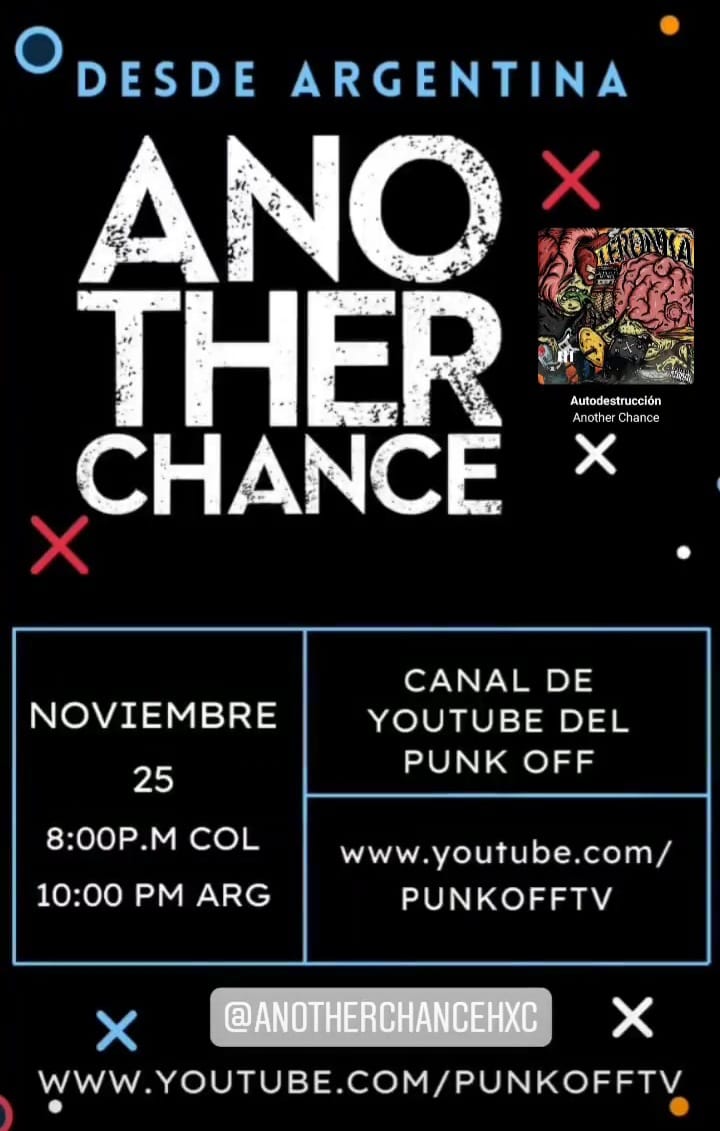 DESDE ARGENTINA
ANO
THER
CHANCE
Autodestrucción
Another Chance
NOVIEMBRE
25
8:00P.M COL
10:00 PM ARG
CANAL DE
YOUTUBE DEL
PUNK OFF
www.youtube.com/
PUNKOFFTV
@ANOTHERCHANCEHXC
WWW.YOUTUBE.COM/PUNKOFFTV